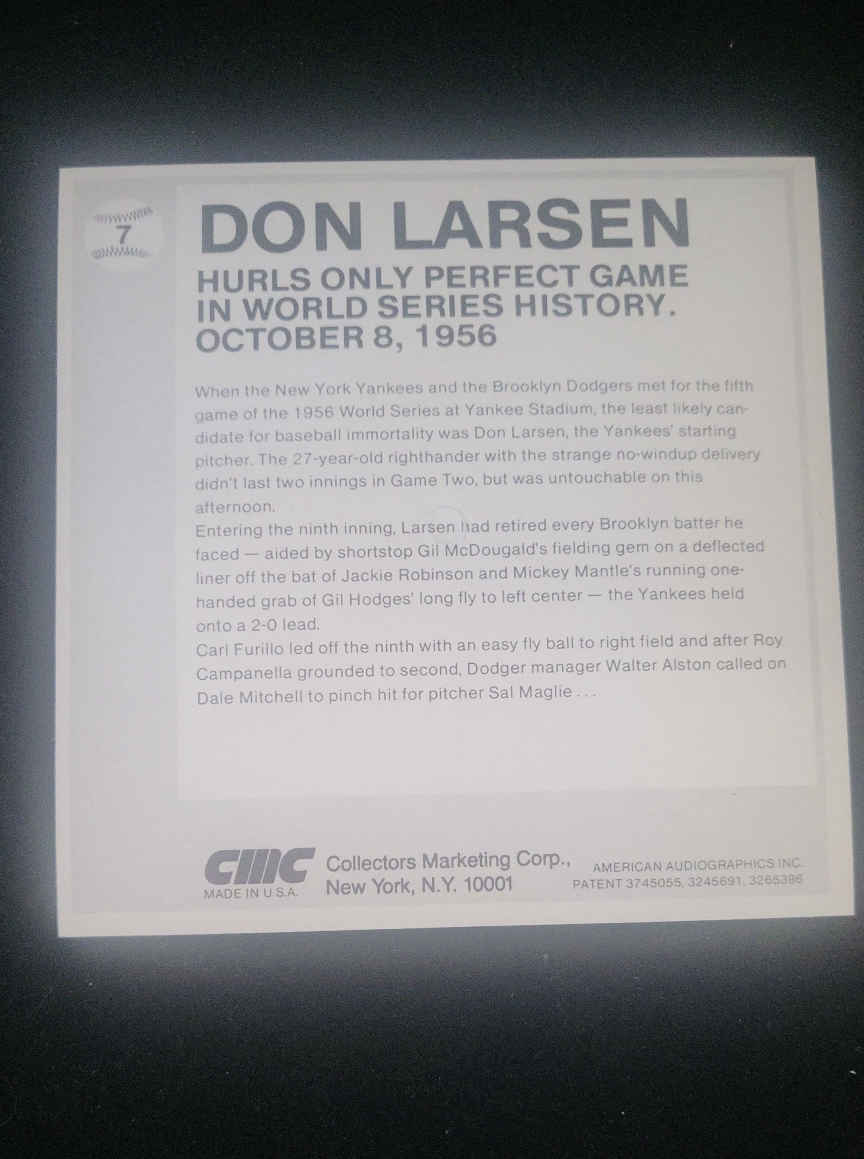 7
DON LARSEN
HURLS ONLY PERFECT GAME
IN WORLD SERIES HISTORY.
OCTOBER 8, 1956
When the New York Yankees and the Brooklyn Dodgers met for the fifth
game of the 1956 World Series at Yankee Stadium, the least likely can-
didate for baseball immortality was Don Larsen, the Yankees' starting
pitcher. The 27-year-old righthander with the strange no-windup delivery
didn't last two innings in Game Two, but was untouchable on this
afternoon.
Entering the ninth inning, Larsen had retired every Brooklyn batter he
faced — aided by shortstop Gil McDougald's fielding gem on a deflected
liner off the bat of Jackie Robinson and Mickey Mantle's running one-
handed grab of Gil Hodges' long fly to left center — the Yankees held
onto a 2-0 lead.
Carl Furillo led off the ninth with an easy fly ball to right field and after Roy
Campanella grounded to second, Dodger manager Walter Alston called on
Dale Mitchell to pinch hit for pitcher Sal Maglie . . .
CMC
MADE IN U.S.A.
Collectors Marketing Corp.,
New York, N.Y. 10001
AMERICAN AUDIOGRAPHICS INC.
PATENT 3745055, 3245691, 3265386